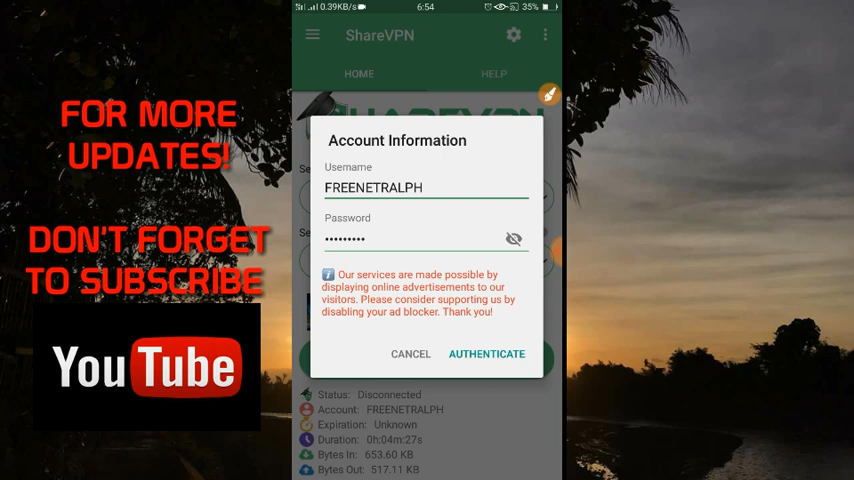 0.39KB/s
6:54
35%
ShareVPN
HOME
HELP
FOR MORE
UPDATES!
DON'T FORGET
TO SUBSCRIBE
YouTube
Account Information
Username
FREENETRALPH
Password
•••••••••
Our services are made possible by
displaying online advertisements to our
visitors. Please consider supporting us by
disabling your ad blocker. Thank you!
CANCEL
AUTHENTICATE
Status: Disconnected
Account: FREENETRALPH
Expiration: Unknown
Duration: 0h:04m:27s
Bytes In: 653.60 KB
Bytes Out: 517.11 KB